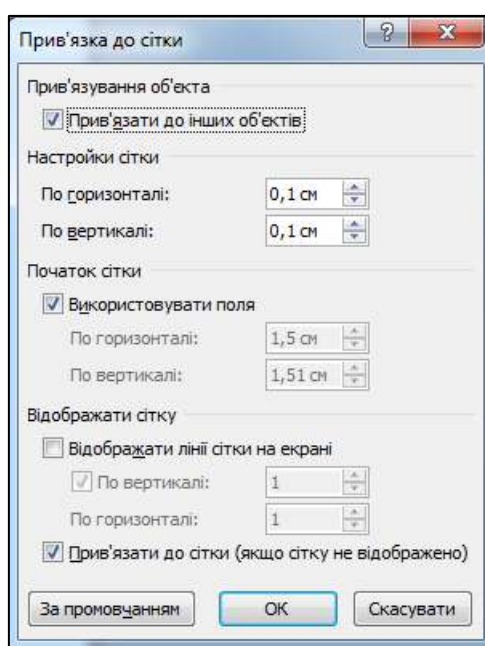 Прив'язка до сітки
?
Прив'язування об'єкта
Прив'язати до інших об'єктів
Настройки сітки
По горизонталі: 0,1 см
По вертикалі: 0,1 см
Початок сітки
Використовувати поля
По горизонталі: 1,5 см
По вертикалі: 1,51 см
Відображати сітку
Відображати лінії сітки на екрані
По вертикалі: 1
По горизонталі: 1
Прив'язати до сітки (якщо сітку не відображено)
За промовчанням ОК Скасувати